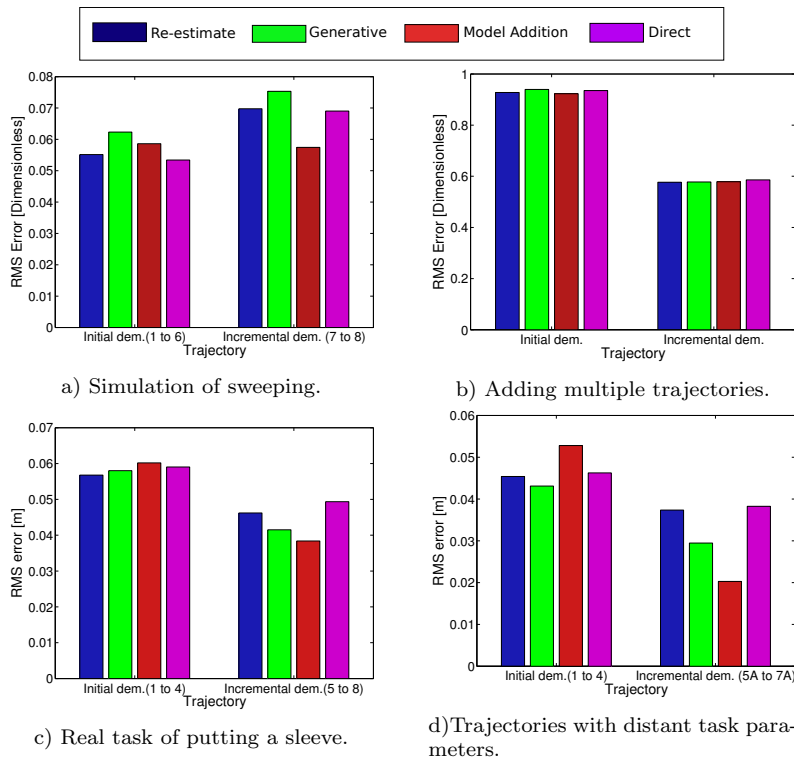 Re-estimate Generative Model Addition Direct
0.08
0.07
0.06
0.05
0.04
0.03
0.02
0.01
0
RMS Error [Dimensionless]
Initial dem.(1 to 6) Incremental dem. (7 to 8)
Trajectory
a) Simulation of sweeping.
1
0.8
0.6
0.4
0.2
0
RMS Error [Dimensionless]
Initial dem. Incremental dem.
Trajectory
b) Adding multiple trajectories.
0.07
0.06
0.05
0.04
0.03
0.02
0.01
0
RMS error [m]
Initial dem.(1 to 4) Incremental dem.(5 to 8)
Trajectory
c) Real task of putting a sleeve.
0.06
0.05
0.04
0.03
0.02
0.01
0
RMS error [m]
Initial dem.(1 to 4) Incremental dem. (5A to 7A)
Trajectory
d)Trajectories with distant task para-
meters.